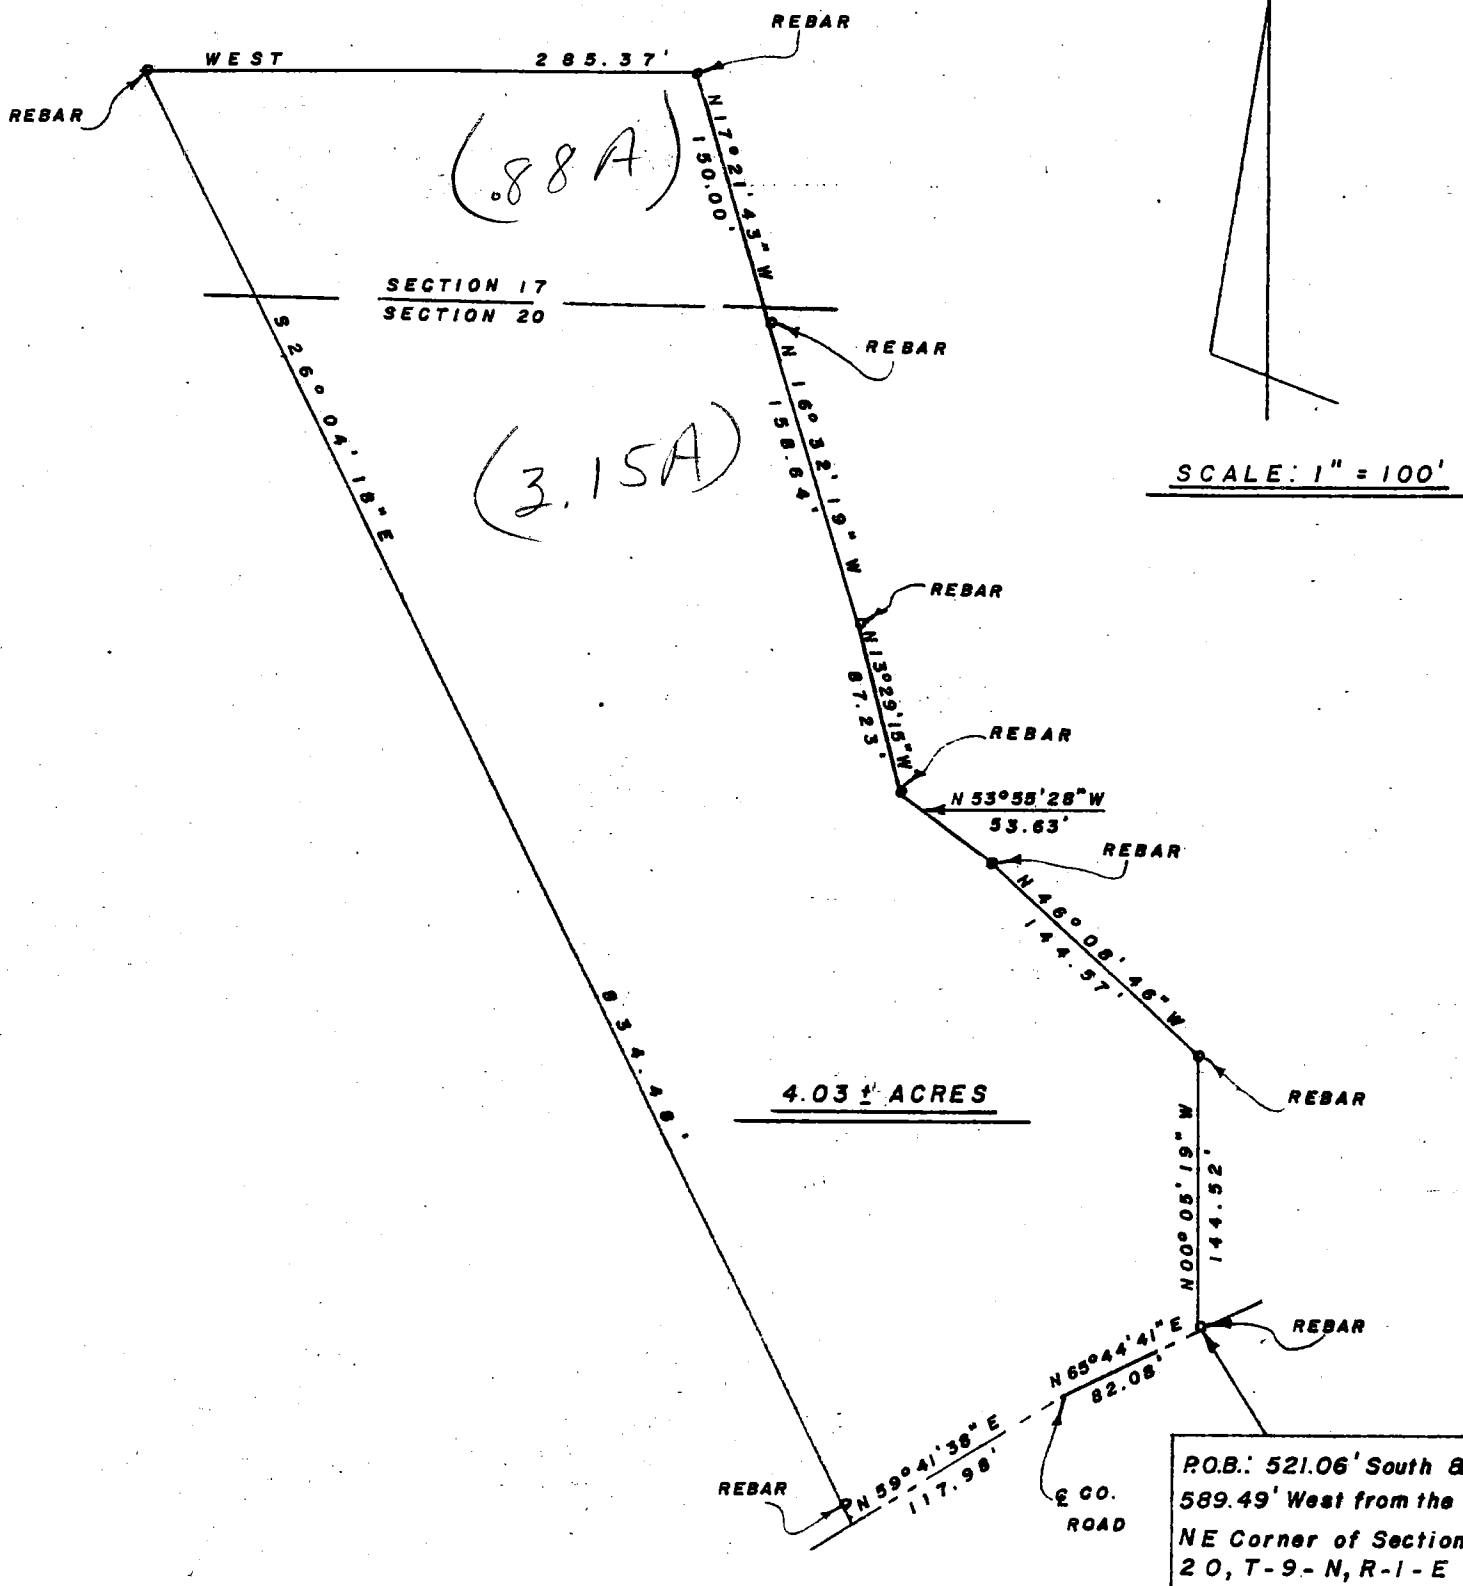 REBAR
WEST 285.37'
REBAR
N 17° 21' 43" W
150.00'
(.88 A)
SECTION 17
SECTION 20
REBAR
S 26° 04' 18" E
834.48'
N 16° 32' 19" W
158.64'
(3.15A)
SCALE: 1" = 100'
REBAR
N 13° 29' 15" W
87.23'
REBAR
N 53° 55' 28" W
53.63'
REBAR
N 46° 08' 46" W
144.57'
4.03 ± ACRES
REBAR
N 00° 05' 19" W
144.52'
REBAR
N 65° 44' 41" E
82.08'
N 59° 41' 38" E
117.98'
REBAR
℄ CO.
ROAD
P.O.B.: 521.06' South &
589.49' West from the
NE Corner of Section
20, T-9-N, R-1-E